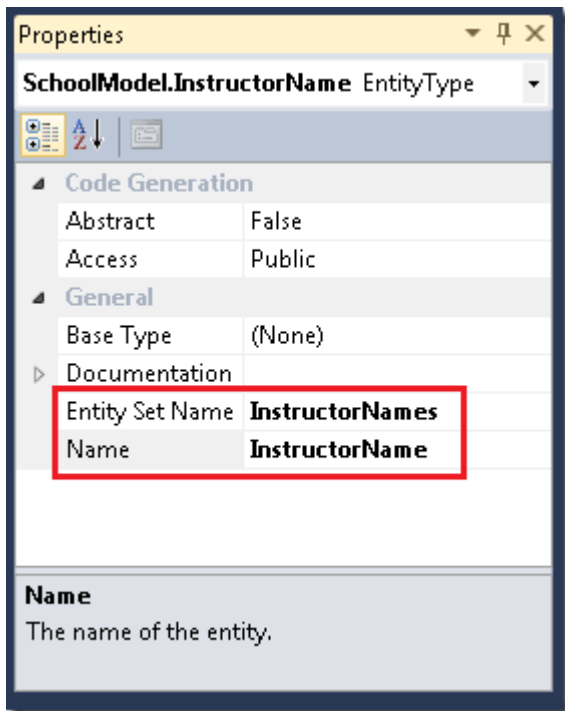 Properties
SchoolModel.InstructorName EntityType
A
Z
Code Generation
Abstract False
Access Public
General
Base Type (None)
Documentation
Entity Set Name InstructorNames
Name InstructorName
Name
The name of the entity.